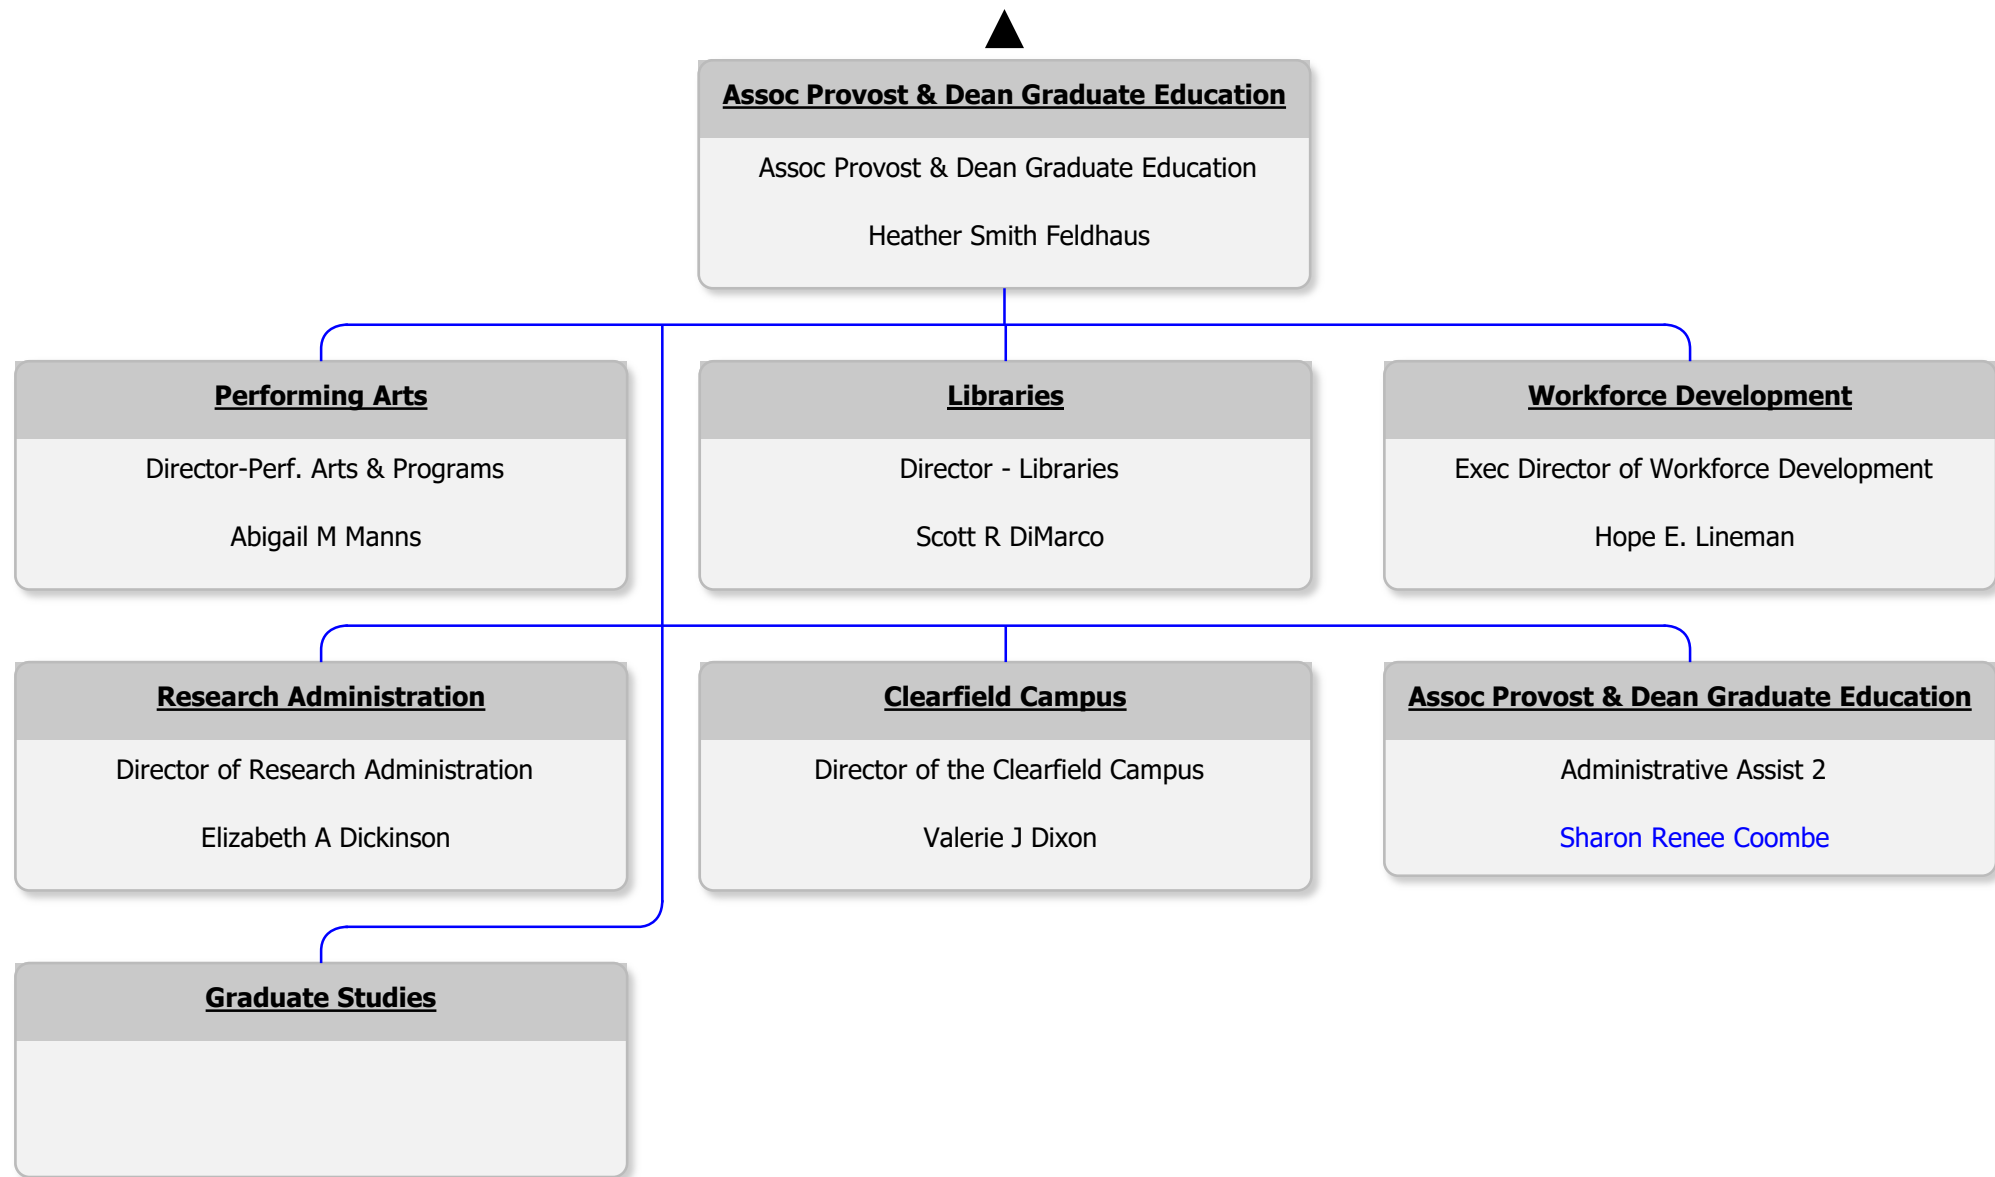 Assoc Provost & Dean Graduate Education
Assoc Provost & Dean Graduate Education
Heather Smith Feldhaus
Performing Arts
Director-Perf. Arts & Programs
Abigail M Manns
Libraries
Director - Libraries
Scott R DiMarco
Workforce Development
Exec Director of Workforce Development
Hope E. Lineman
Research Administration
Director of Research Administration
Elizabeth A Dickinson
Clearfield Campus
Director of the Clearfield Campus
Valerie J Dixon
Assoc Provost & Dean Graduate Education
Administrative Assist 2
Sharon Renee Coombe
Graduate Studies